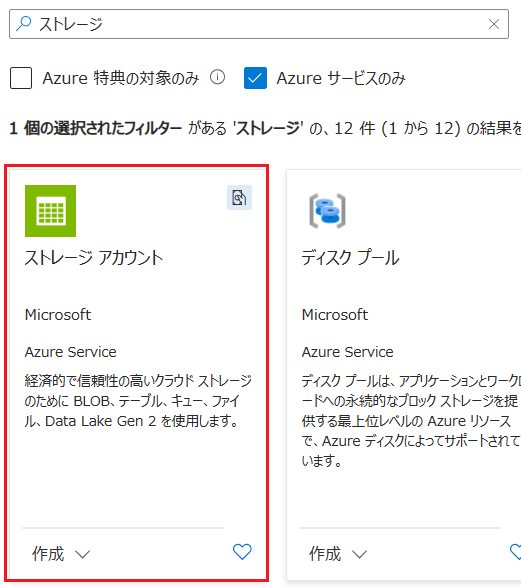 ストレージ
Azure 特典の対象のみ
Azure サービスのみ
1 個の選択されたフィルター がある 'ストレージ' の、12 件 (1 から 12) の結果を
ストレージ アカウント
Microsoft
Azure Service
経済的で信頼性の高いクラウド ストレージ
のために BLOB、テーブル、キュー、ファイ
ル、Data Lake Gen 2 を使用します。
作成
ディスク プール
Microsoft
Azure Service
ディスク プールは、アプリケーションとワークロ
ードへの永続的なブロック ストレージを提
供する最上位レベルの Azure リソース
で、Azure ディスクによってサポートされて
います。
作成